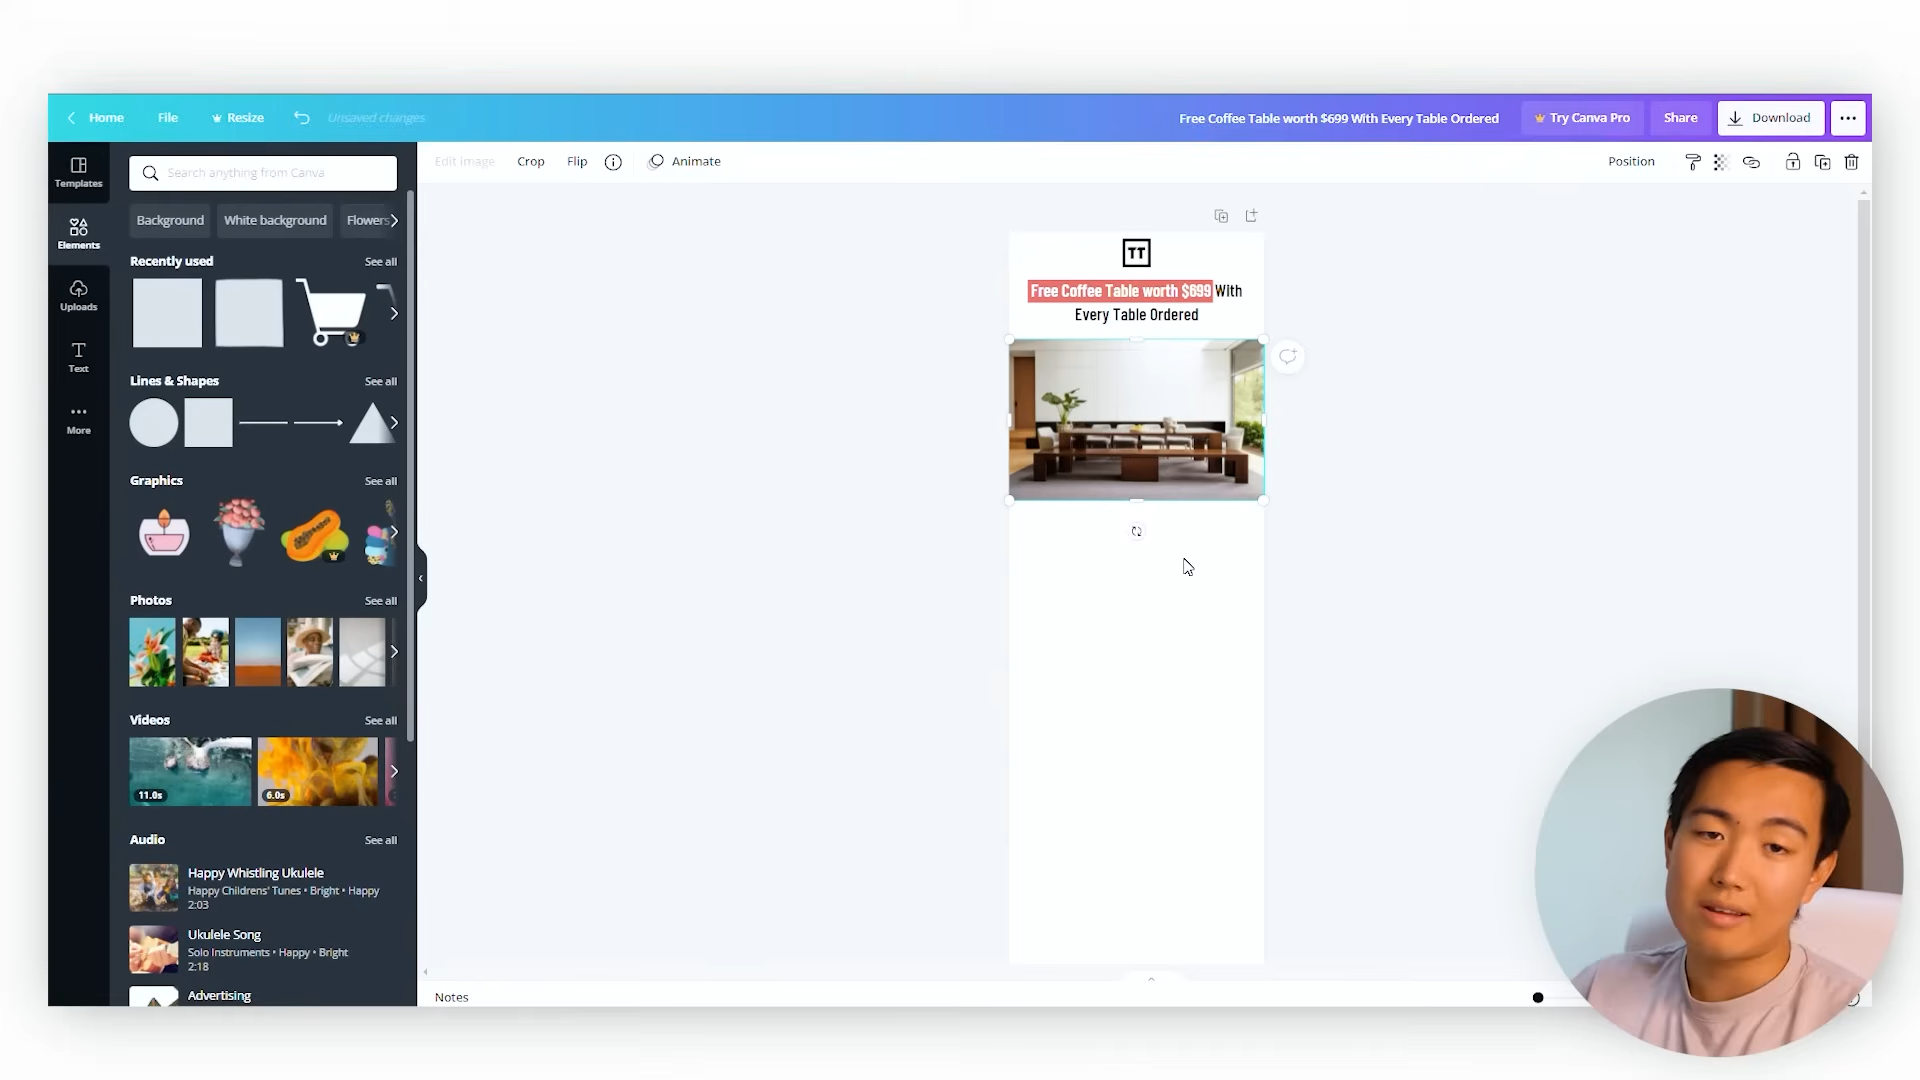 Home
File
Resize
Unsaved changes
Free Coffee Table worth $699 With Every Table Ordered
Try Canva Pro
Share
Download
Templates
Elements
Uploads
Text
More
Search anything from Canva
Background
White background
Flowers
Edit image
Crop
Flip
Animate
Position
Recently used
See all
Lines & Shapes
See all
Graphics
See all
Photos
See all
Videos
See all
11.0s
6.0s
Audio
See all
Happy Whistling Ukulele
Happy Childrens' Tunes • Bright • Happy
2:03
Ukulele Song
Solo Instruments • Happy • Bright
2:18
Advertising
TT
Free Coffee Table worth $699 With
Every Table Ordered
Notes